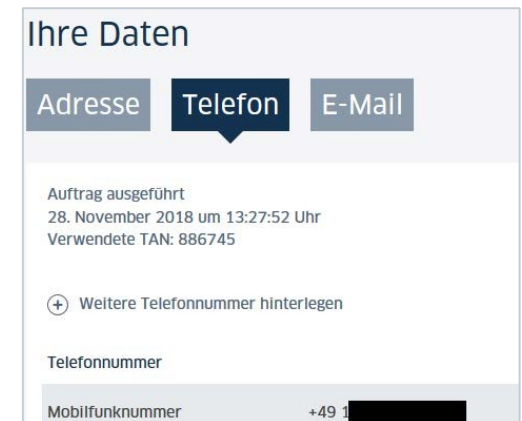 Ihre Daten
Adresse Telefon E-Mail
Auftrag ausgeführt
28. November 2018 um 13:27:52 Uhr
Verwendete TAN: 886745
Weitere Telefonnummer hinterlegen
Telefonnummer
Mobilfunknummer +49 1